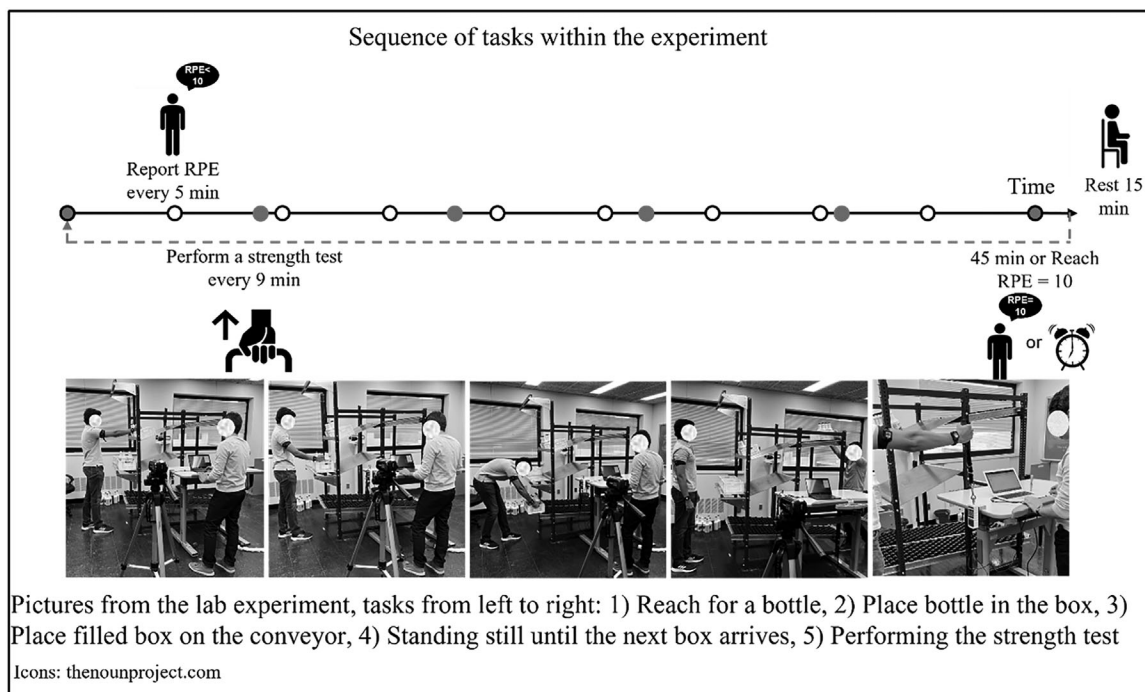 Sequence of tasks within the experiment
RPE<
10
Report RPE
every 5 min
Time
Rest 15
min
Perform a strength test
every 9 min
45 min or Reach
RPE = 10
RPE=
10
or
Pictures from the lab experiment, tasks from left to right: 1) Reach for a bottle, 2) Place bottle in the box, 3)
Place filled box on the conveyor, 4) Standing still until the next box arrives, 5) Performing the strength test
Icons: thenounproject.com